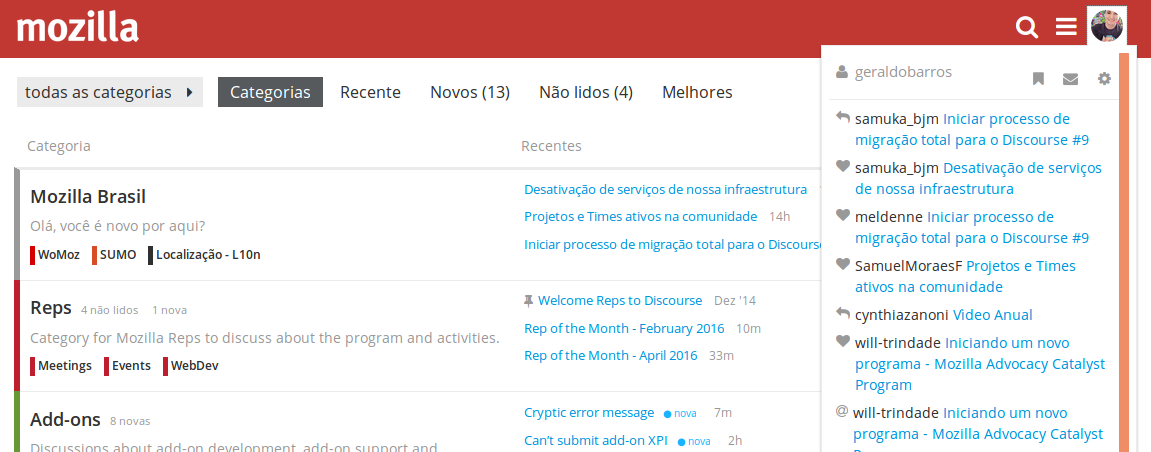 mozilla
todas as categorias
Categorias
Recente
Novos (13)
Não lidos (4)
Melhores
Categoria
Recentes
Mozilla Brasil
Olá, você é novo por aqui?
WoMoz
SUMO
Localização - L10n
Desativação de serviços de nossa infraestrutura
Projetos e Times ativos na comunidade 14h
Iniciar processo de migração total para o Discourse
Reps 4 não lidos 1 nova
Category for Mozilla Reps to discuss about the program and activities.
Meetings
Events
WebDev
Welcome Reps to Discourse Dez '14
Rep of the Month - February 2016 10m
Rep of the Month - April 2016 33m
Add-ons 8 novas
Discussions about add-on development, add-on support and
Cryptic error message nova 7m
Can't submit add-on XPI nova 2h
geraldobarros
samuka_bjm Iniciar processo de
migração total para o Discourse #9
samuka_bjm Desativação de serviços
de nossa infraestrutura
meldenne Iniciar processo de
migração total para o Discourse #9
SamuelMoraesF Projetos e Times
ativos na comunidade
cynthiazanoni Video Anual
will-trindade Iniciando um novo
programa - Mozilla Advocacy Catalyst
Program
@ will-trindade Iniciando um novo
programa - Mozilla Advocacy Catalyst